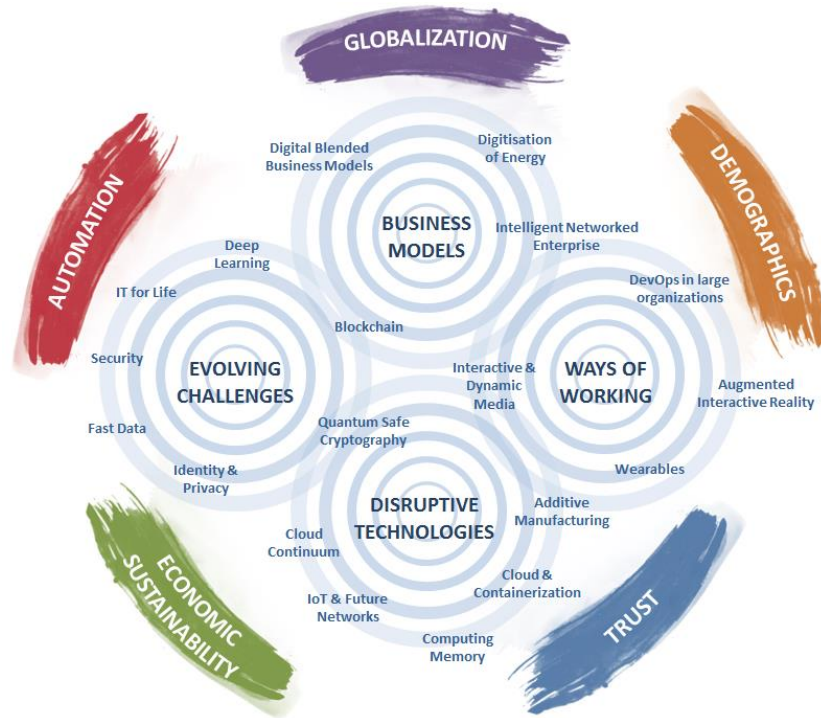 GLOBALIZATION
Digital Blended
Business Models
Digitisation
of Energy
AUTOMATION
DEMOGRAPHICS
BUSINESS
MODELS
Intelligent Networked
Enterprise
Deep
Learning
DevOps in large
organizations
IT for Life
Blockchain
Security
EVOLVING
CHALLENGES
Interactive &
Dynamic
Media
WAYS OF
WORKING
Augmented
Interactive Reality
Fast Data
Quantum Safe
Cryptography
Identity &
Privacy
Wearables
DISRUPTIVE
TECHNOLOGIES
Additive
Manufacturing
Cloud
Continuum
Cloud &
Containerization
IoT & Future
Networks
Computing
Memory
ECONOMIC
SUSTAINABILITY
TRUST